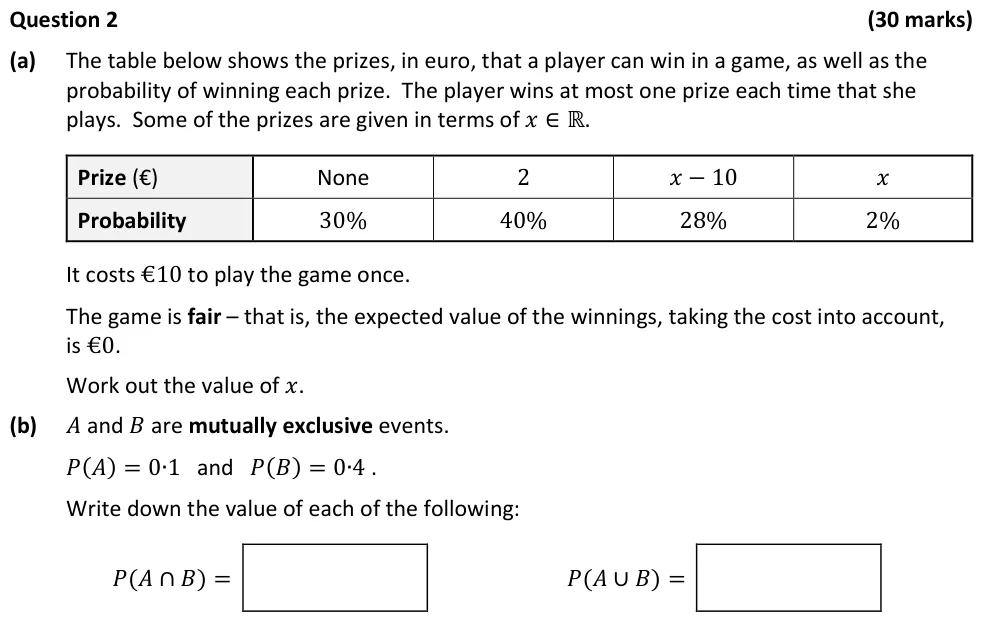 Question 2 (30 marks)
(a) The table below shows the prizes, in euro, that a player can win in a game, as well as the
probability of winning each prize. The player wins at most one prize each time that she
plays. Some of the prizes are given in terms of x ∈ ℝ.
Prize (€) None 2 x − 10 x
Probability 30% 40% 28% 2%
It costs €10 to play the game once.
The game is fair – that is, the expected value of the winnings, taking the cost into account,
is €0.
Work out the value of x.
(b) A and B are mutually exclusive events.
P(A) = 0·1 and P(B) = 0·4 .
Write down the value of each of the following:
P(A ∩ B) = P(A ∪ B) =